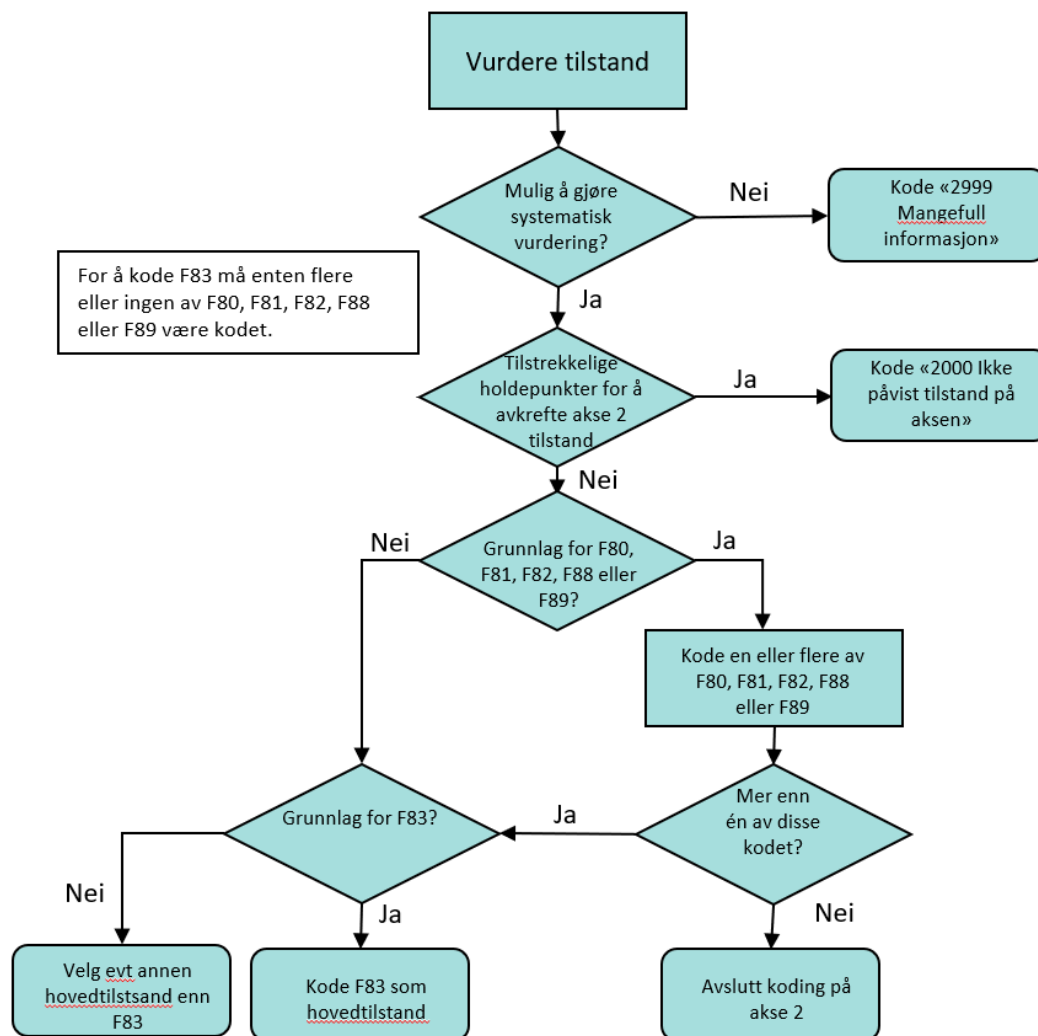 Vurdere tilstand
Mulig å gjøre
systematisk
vurdering?
Nei
Kode «2999
Mangefull
informasjon»
For å kode F83 må enten flere
eller ingen av F80, F81, F82, F88
eller F89 være kodet.
Ja
Tilstrekkelige
holdepunkter for å
avkrefte akse 2
tilstand
Ja
Kode «2000 Ikke
påvist tilstand på
aksen»
Nei
Nei
Grunnlag for F80,
F81, F82, F88 eller
F89?
Ja
Kode en eller flere av
F80, F81, F82, F88
eller F89
Grunnlag for F83?
Ja
Mer enn
én av disse
kodet?
Nei
Ja
Nei
Velg evt annen
hovedtilstsand enn
F83
Kode F83 som
hovedtilstand
Avslutt koding på
akse 2